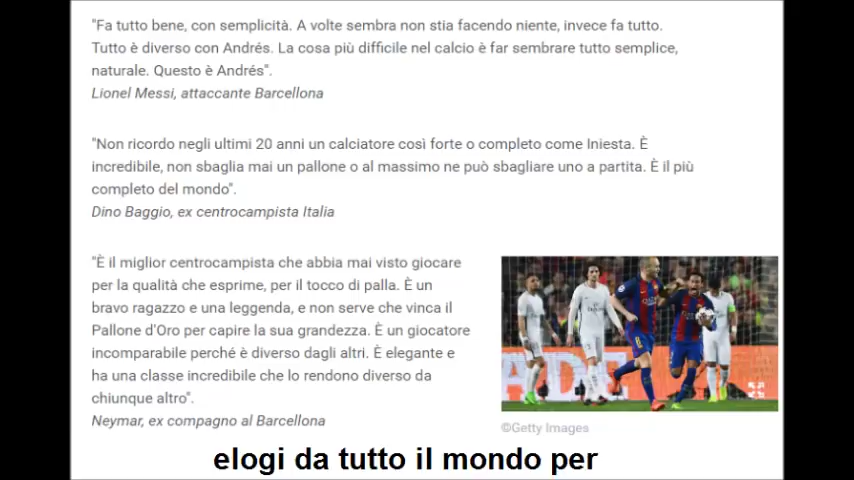 "Fa tutto bene, con semplicità. A volte sembra non stia facendo niente, invece fa tutto.
Tutto è diverso con Andrés. La cosa più difficile nel calcio è far sembrare tutto semplice,
naturale. Questo è Andrés".
Lionel Messi, attaccante Barcellona
"Non ricordo negli ultimi 20 anni un calciatore così forte o completo come Iniesta. È
incredibile, non sbaglia mai un pallone o al massimo ne può sbagliare uno a partita. È il più
completo del mondo".
Dino Baggio, ex centrocampista Italia
"È il miglior centrocampista che abbia mai visto giocare
per la qualità che esprime, per il tocco di palla. È un
bravo ragazzo e una leggenda, e non serve che vinca il
Pallone d'Oro per capire la sua grandezza. È un giocatore
incomparabile perché è diverso dagli altri. È elegante e
ha una classe incredibile che lo rendono diverso da
chiunque altro".
Neymar, ex compagno al Barcellona
©Getty Images
elogi da tutto il mondo per